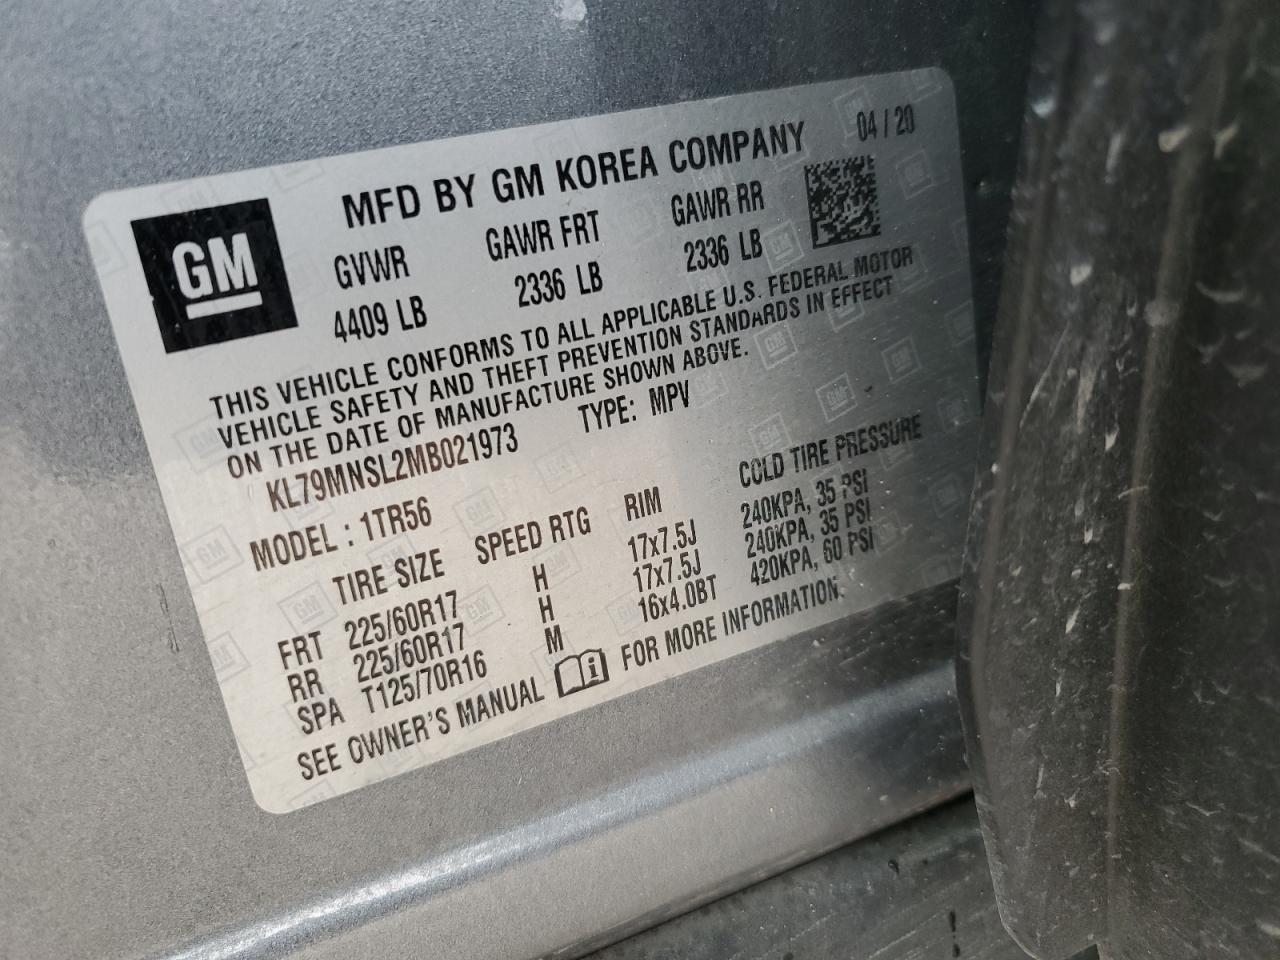 MFD BY GM KOREA COMPANY 04 / 20
GM
GVWR GAWR FRT GAWR RR
4409 LB 2336 LB 2336 LB
THIS VEHICLE CONFORMS TO ALL APPLICABLE U.S. FEDERAL MOTOR
VEHICLE SAFETY AND THEFT PREVENTION STANDARDS IN EFFECT
ON THE DATE OF MANUFACTURE SHOWN ABOVE.
KL79MNSL2MB021973 TYPE: MPV
MODEL : 1TR56
TIRE SIZE SPEED RTG RIM COLD TIRE PRESSURE
FRT 225/60R17 H 17x7.5J 240KPA, 35 PSI
RR 225/60R17 H 17x7.5J 240KPA, 35 PSI
SPA T125/70R16 M 16x4.0BT 420KPA, 60 PSI
SEE OWNER'S MANUAL FOR MORE INFORMATION.